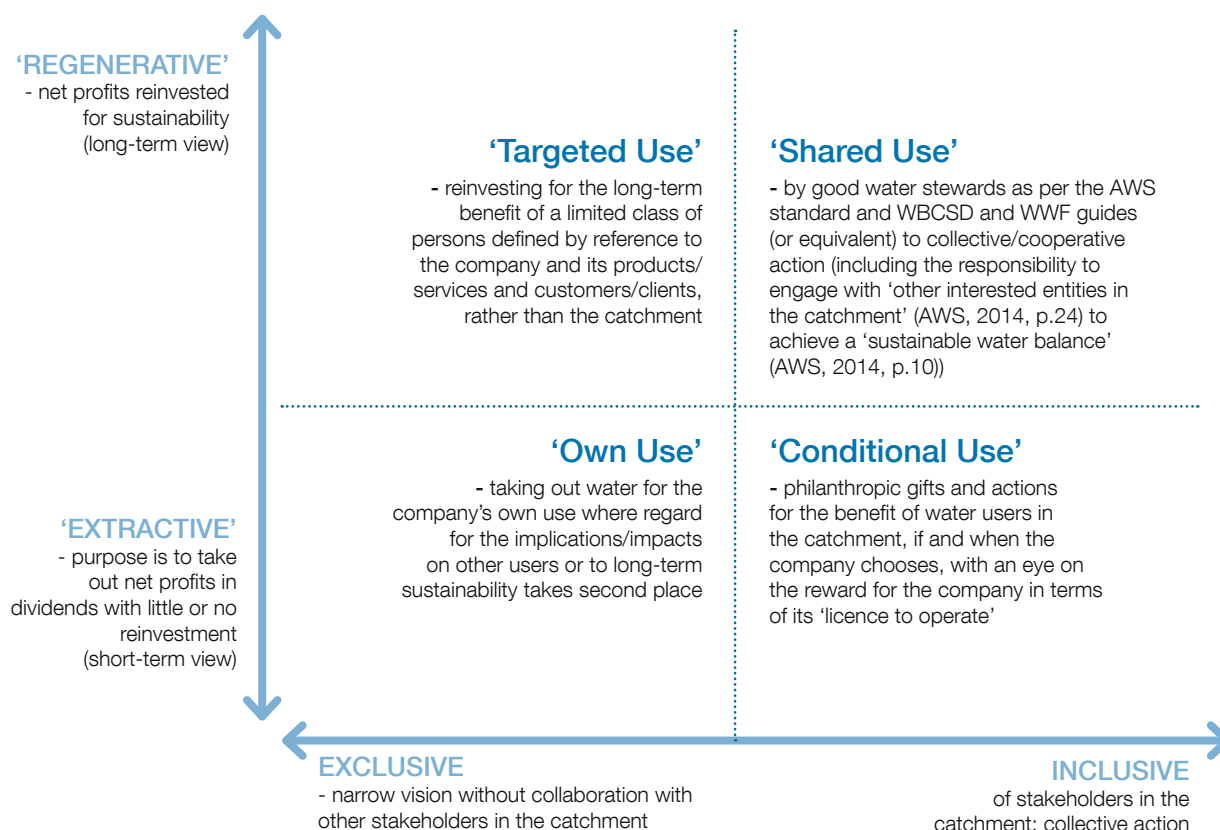 ‘REGENERATIVE’
- net profits reinvested
for sustainability
(long-term view)
‘Targeted Use’
- reinvesting for the long-term
benefit of a limited class of
persons defined by reference to
the company and its products/
services and customers/clients,
rather than the catchment
‘Shared Use’
- by good water stewards as per the AWS
standard and WBCSD and WWF guides
(or equivalent) to collective/cooperative
action (including the responsibility to
engage with ‘other interested entities in
the catchment’ (AWS, 2014, p.24) to
achieve a ‘sustainable water balance’
(AWS, 2014, p.10))
‘EXTRACTIVE’
- purpose is to take
out net profits in
dividends with little or no
reinvestment
(short-term view)
‘Own Use’
- taking out water for the
company’s own use where regard
for the implications/impacts
on other users or to long-term
sustainability takes second place
‘Conditional Use’
- philanthropic gifts and actions
for the benefit of water users in
the catchment, if and when the
company chooses, with an eye on
the reward for the company in terms
of its ‘licence to operate’
EXCLUSIVE
- narrow vision without collaboration with
other stakeholders in the catchment
INCLUSIVE
of stakeholders in the
catchment: collective action